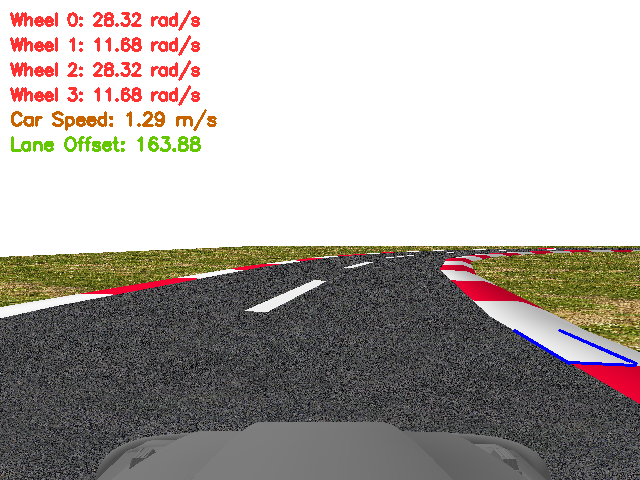 Wheel 0: 28.32 rad/s
Wheel 1: 11.68 rad/s
Wheel 2: 28.32 rad/s
Wheel 3: 11.68 rad/s
Car Speed: 1.29 m/s
Lane Offset: 163.88